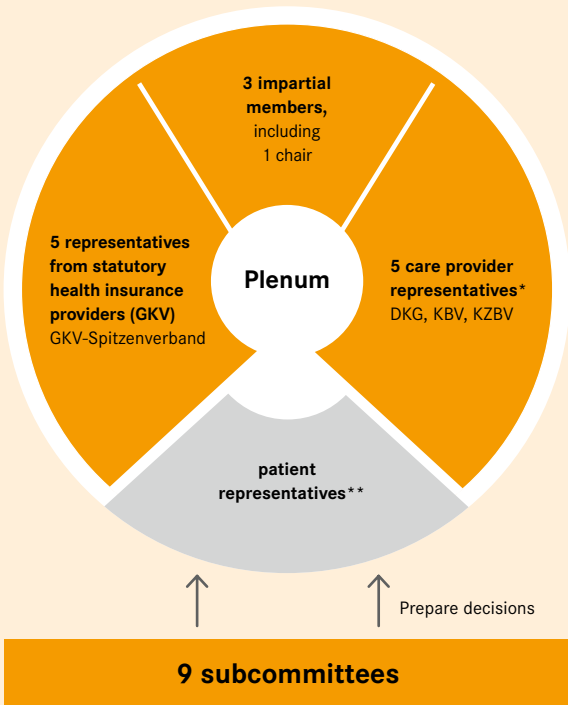 3 impartial
members,
including
1 chair
5 representatives
from statutory
health insurance
providers (GKV)
GKV-Spitzenverband
Plenum
5 care provider
representatives*
DKG, KBV, KZBV
patient
representatives**
Prepare decisions
9 subcommittees